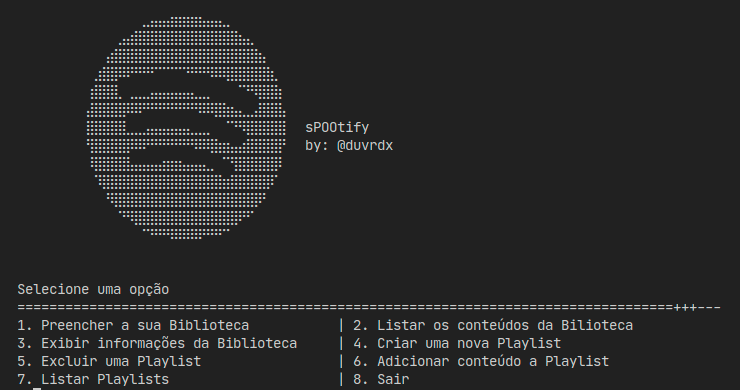 sPOOtify
by: @duvrdx
Selecione uma opção
==================================================================================+++---
1. Preencher a sua Biblioteca | 2. Listar os conteúdos da Bilioteca
3. Exibir informações da Biblioteca | 4. Criar uma nova Playlist
5. Excluir uma Playlist | 6. Adicionar conteúdo a Playlist
7. Listar Playlists | 8. Sair